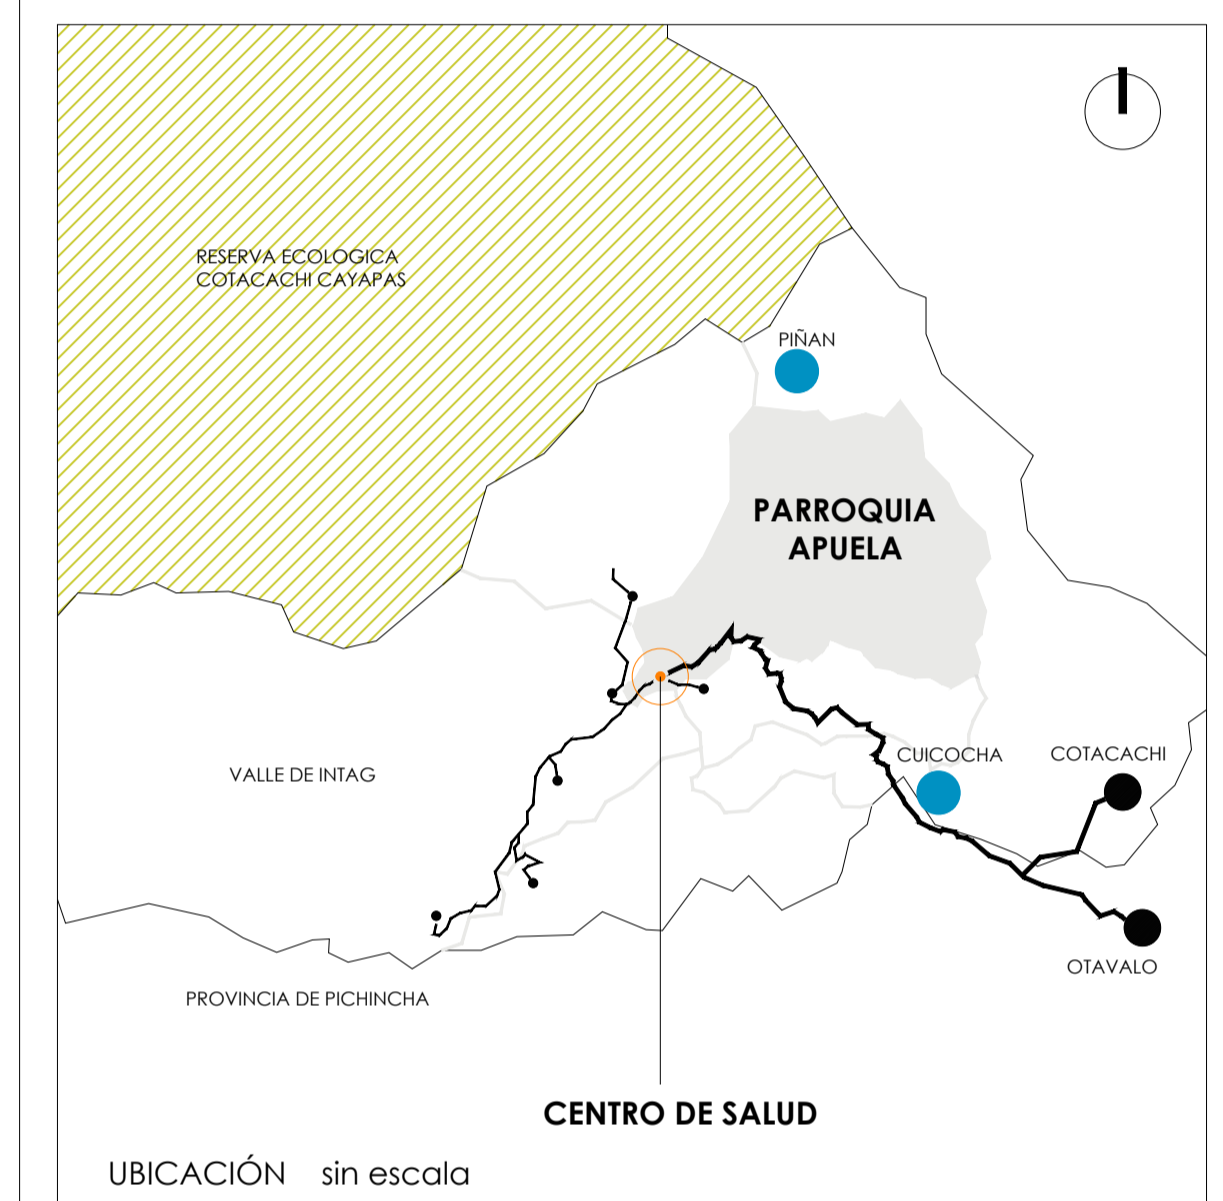 RESERVA ECOLOGICA
COTACACHI CAYAPAS
PIÑAN
PARROQUIA
APUELA
CUICOCHA
COTACACHI
VALLE DE INTAG
OTAVALO
PROVINCIA DE PICHINCHA
CENTRO DE SALUD
UBICACIÓN sin escala